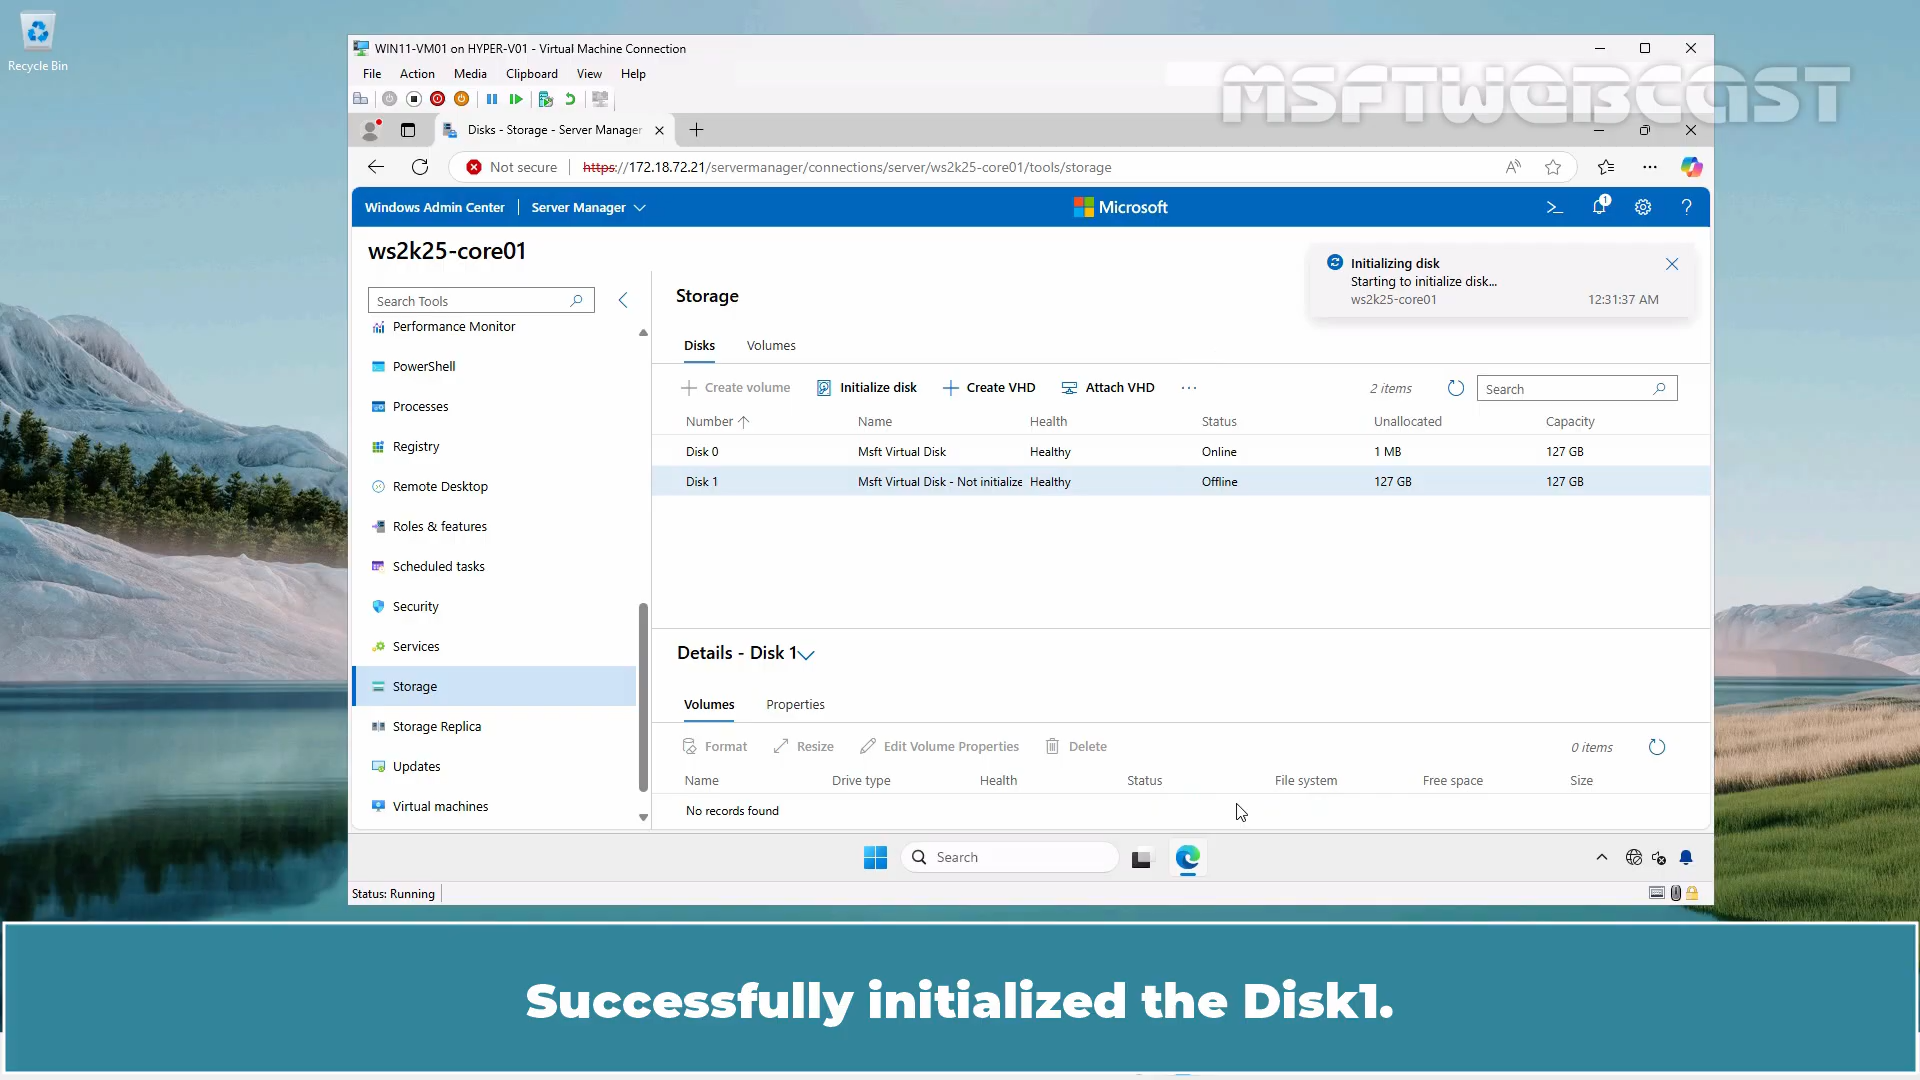 Recycle Bin
WIN11-VM01 on HYPER-V01 - Virtual Machine Connection
File Action Media Clipboard View Help
MSFTWEBCAST
Disks - Storage - Server Manager
Not secure https://172.18.72.21/servermanager/connections/server/ws2k25-core01/tools/storage
Windows Admin Center Server Manager Microsoft 1 ?
ws2k25-core01
Initializing disk
Starting to initialize disk...
ws2k25-core01 12:31:37 AM
Search Tools
Performance Monitor
PowerShell
Processes
Registry
Remote Desktop
Roles & features
Scheduled tasks
Security
Services
Storage
Storage Replica
Updates
Virtual machines
Storage
Disks Volumes
Create volume Initialize disk Create VHD Attach VHD ... 2 items Search
Number Name Health Status Unallocated Capacity
Disk 0 Msft Virtual Disk Healthy Online 1 MB 127 GB
Disk 1 Msft Virtual Disk - Not initialize Healthy Offline 127 GB 127 GB
Details - Disk 1
Volumes Properties
Format Resize Edit Volume Properties Delete 0 items
Name Drive type Health Status File system Free space Size
No records found
Search
Status: Running
Successfully initialized the Disk1.